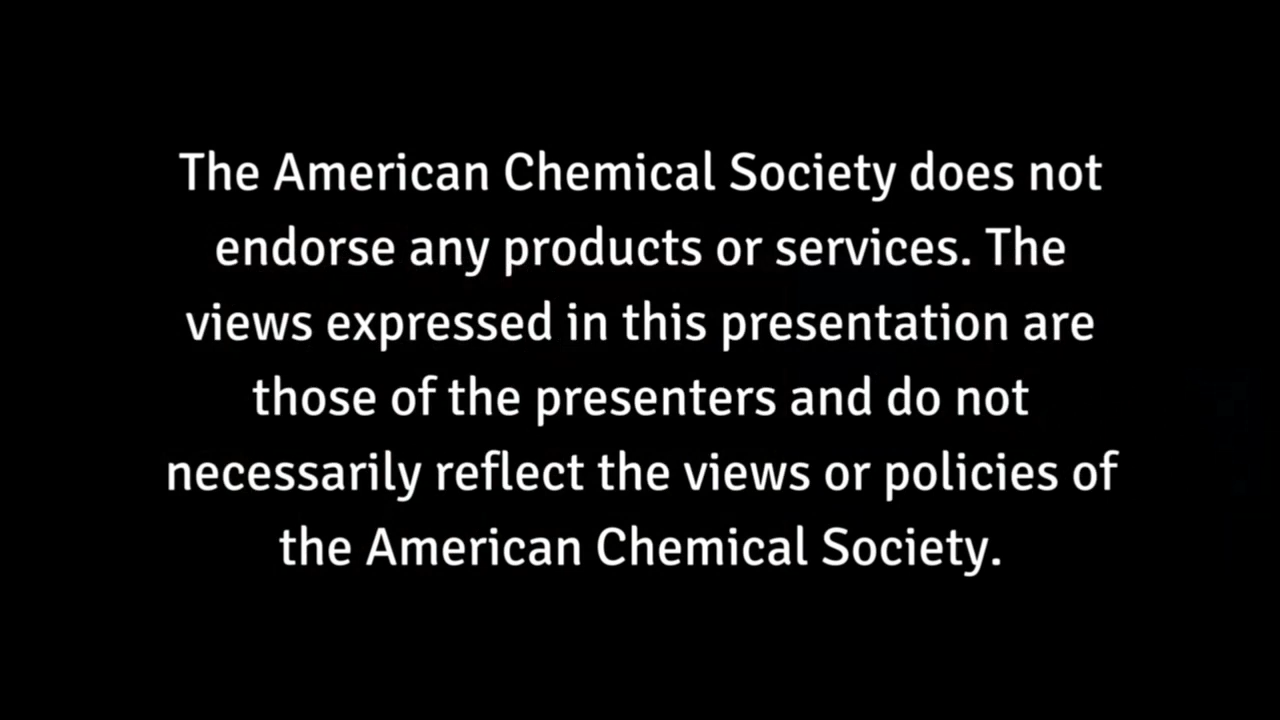 The American Chemical Society does not
endorse any products or services. The
views expressed in this presentation are
those of the presenters and do not
necessarily reflect the views or policies of
the American Chemical Society.